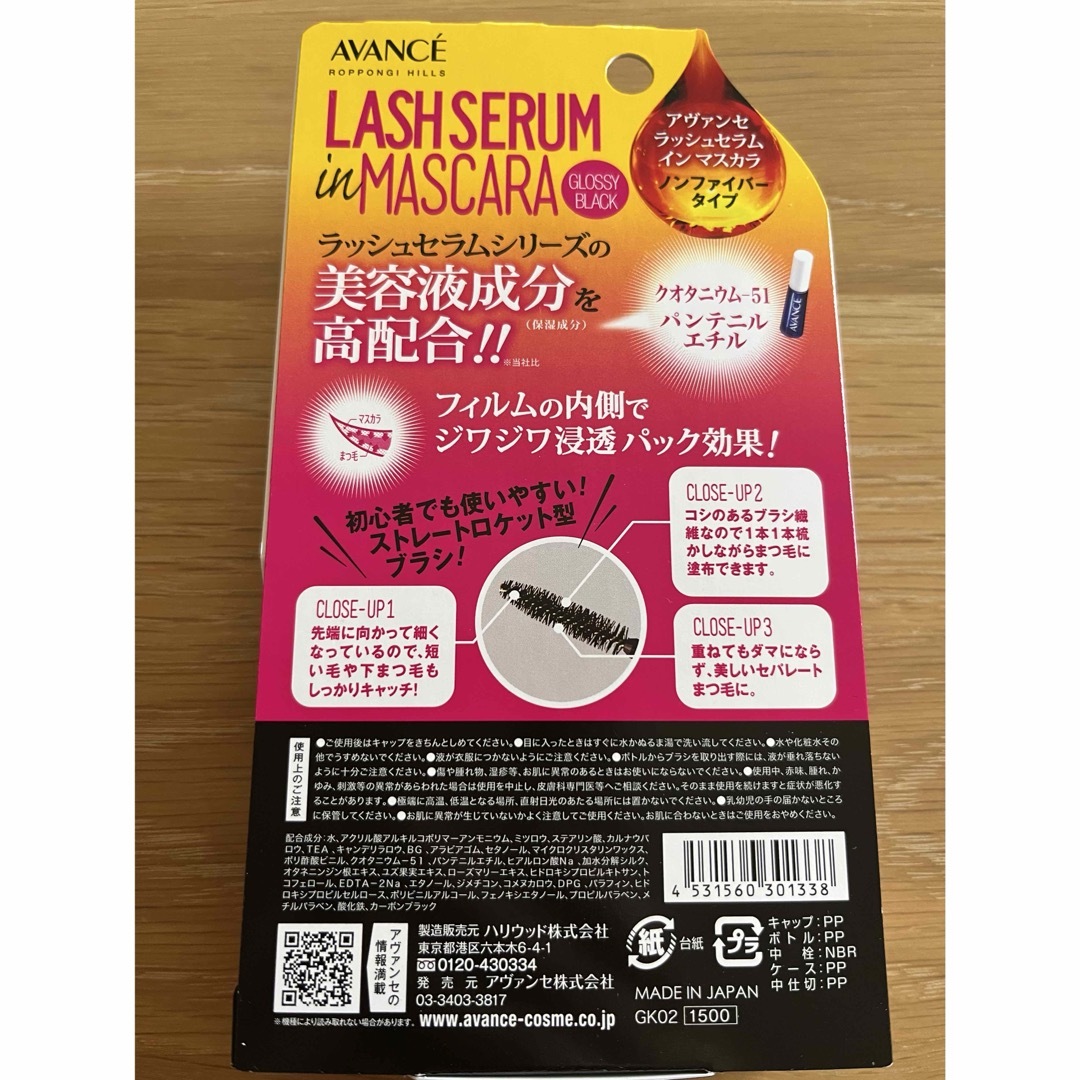 AVANCÉ
ROPPONGI HILLS
LASH SERUM
in MASCARA
GLOSSY
BLACK
アヴァンセ
ラッシュセラム
イン マスカラ
ノンファイバー
タイプ
ラッシュセラムシリーズの
美容液成分を
(保湿成分)
高配合!!
※当社比
クオタニウム-51
パンテニル
エチル
AVANCE
マスカラ
まつ毛
フィルムの内側で
ジワジワ浸透パック効果!
初心者でも使いやすい!
ストレートロケット型
ブラシ!
CLOSE-UP1
先端に向かって細く
なっているので、短
い毛や下まつ毛も
しっかりキャッチ!
CLOSE-UP2
コシのあるブラシ繊
維なので1本1本梳
かしながらまつ毛に
塗布できます。
CLOSE-UP3
重ねてもダマになら
ず、美しいセパレート
まつ毛に。
使用上のご注意
●ご使用後はキャップをきちんとしめてください。●目に入ったときはすぐに水かぬるま湯で洗い流してください。●水や化粧水その
他でうすめないでください。●液が衣服につかないようにご注意ください。●ボトルからブラシを取り出す際には、液が垂れ落ちない
ように十分ご注意ください。●傷や腫れ物、湿疹等、お肌に異常のあるときはお使いにならないでください。●使用中、赤味、腫れ、か
ゆみ、刺激等の異常があらわれた場合は使用を中止し、皮膚科専門医等へご相談ください。そのまま使用を続けますと症状が悪化す
ることがあります。●極端に高温、低温となる場所、直射日光のあたる場所には置かないでください。●乳幼児の手の届かないところ
に保管してください。●お肌に異常が生じていないかよく注意してご使用ください。お肌に合わないときはご使用をおやめください。
配合成分:水、アクリル酸アルキルコポリマーアンモニウム、ミツロウ、ステアリン酸、カルナウバ
ロウ、TEA、キャンデリラロウ、BG、アラビアゴム、セタノール、マイクロクリスタリンワックス、
ポリ酢酸ビニル、クオタニウム-51、パンテニルエチル、ヒアルロン酸Na、加水分解シルク、
オタネニンジン根エキス、ユズ果実エキス、ローズマリーエキス、ヒドロキシプロピルキトサン、ト
コフェロール、EDTA-2Na、エタノール、ジメチコン、コメヌカロウ、DPG、パラフィン、ヒド
ロキシプロピルセルロース、ポリビニルアルコール、フェノキシエタノール、プロピルパラベン、メ
チルパラベン、酸化鉄、カーボンブラック
4 531560 301338
アヴァンセの
情報満載
※機種により読み取れない場合があります。
製造販売元 ハリウッド株式会社
東京都港区六本木6-4-1
0120-430334
発売元 アヴァンセ株式会社
03-3403-3817
www.avance-cosme.co.jp
紙
台紙
プラ
キャップ:PP
ボトル:PP
中栓:NBR
ケース:PP
中仕切:PP
MADE IN JAPAN
GK02 1500